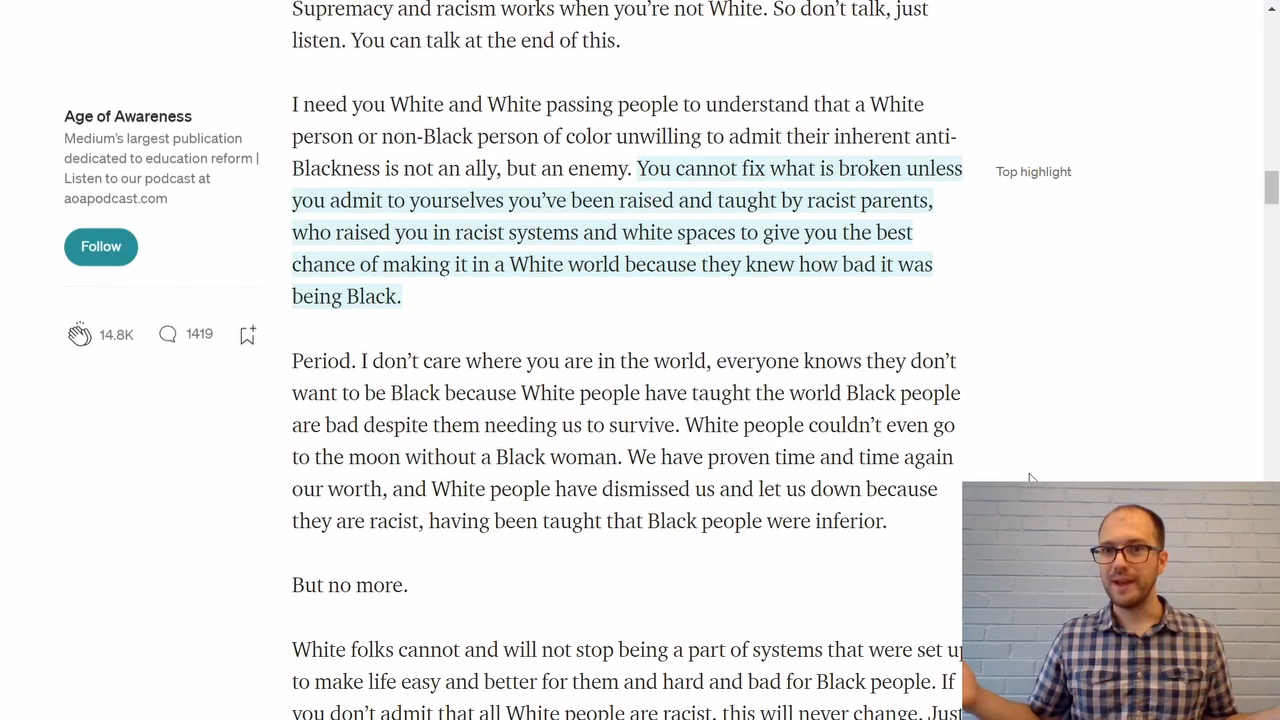 Supremacy and racism works when you're not White. So don't talk, just
listen. You can talk at the end of this.
Age of Awareness
Medium's largest publication
dedicated to education reform |
Listen to our podcast at
aoapodcast.com
Follow
14.8K
1419
I need you White and White passing people to understand that a White
person or non-Black person of color unwilling to admit their inherent anti-
Blackness is not an ally, but an enemy. You cannot fix what is broken unless
you admit to yourselves you've been raised and taught by racist parents,
who raised you in racist systems and white spaces to give you the best
chance of making it in a White world because they knew how bad it was
being Black.
Top highlight
Period. I don't care where you are in the world, everyone knows they don't
want to be Black because White people have taught the world Black people
are bad despite them needing us to survive. White people couldn't even go
to the moon without a Black woman. We have proven time and time again
our worth, and White people have dismissed us and let us down because
they are racist, having been taught that Black people were inferior.
But no more.
White folks cannot and will not stop being a part of systems that were set up
to make life easy and better for them and hard and bad for Black people. If
you don't admit that all White people are racist, this will never change. Just